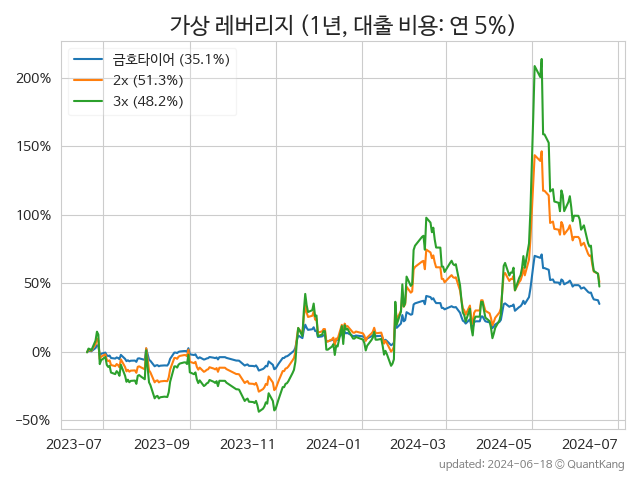 가상 레버리지 (1년, 대출 비용: 연 5%)
금호타이어 (35.1%)
2x (51.3%)
3x (48.2%)
200%
150%
100%
50%
0%
−50%
2023-07 2023-09 2023-11 2024-01 2024-03 2024-05 2024-07
updated: 2024-06-18 © QuantKang